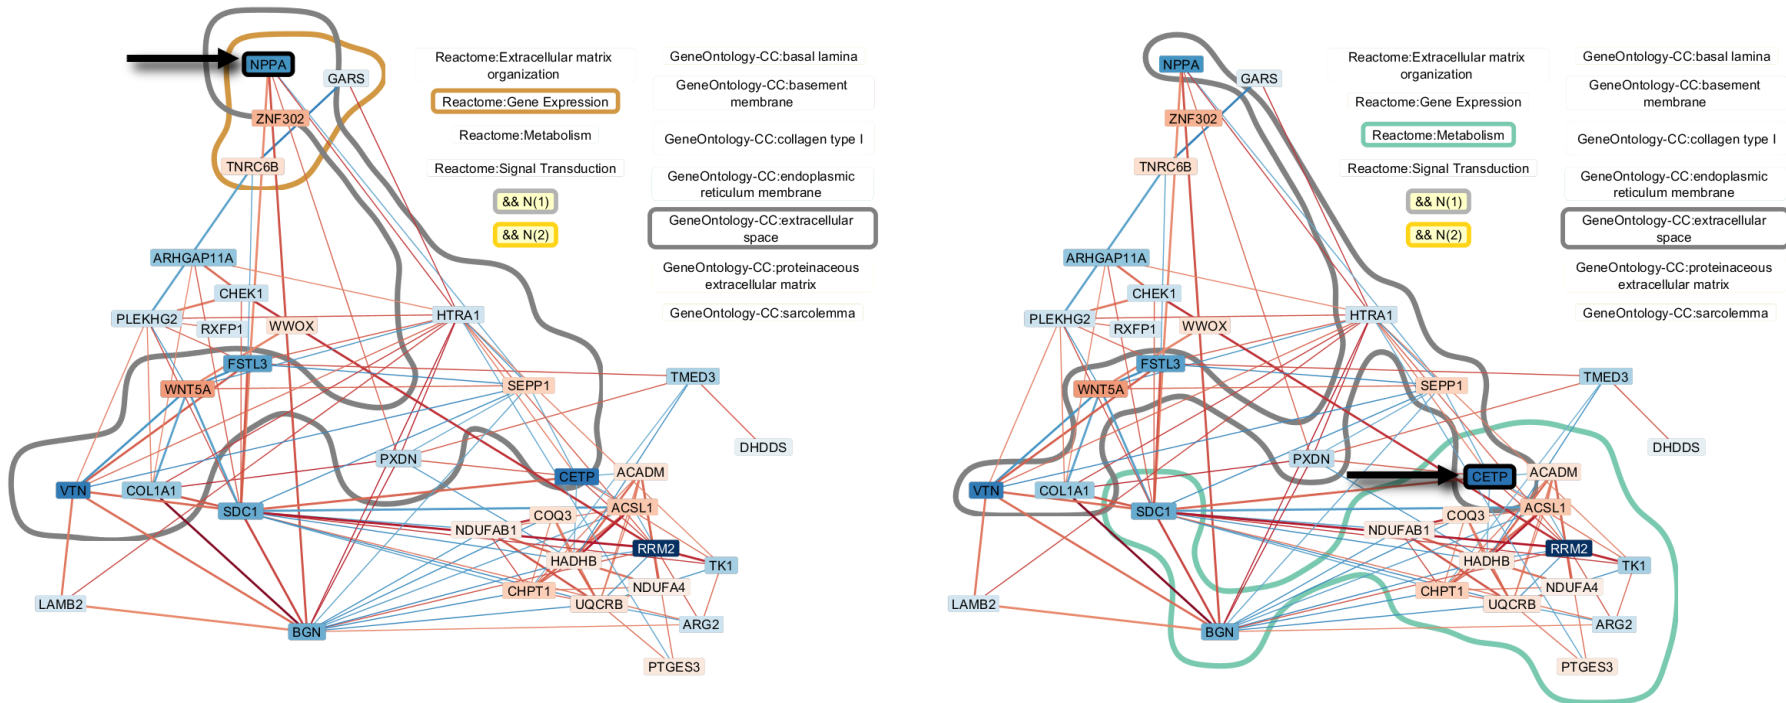 NPPA
GARS
ZNF302
TNRC6B
ARHGAP11A
CHEK1
PLEKHG2
RXFP1
WWOX
HTRA1
FSTL3
WNT5A
SEPP1
TMED3
DHDDS
PXDN
VTN
COL1A1
SDC1
CETP
ACADM
ACSL1
COQ3
NDUFAB1
RRM2
HADHB
TK1
NDUFA4
CHPT1
UQCRB
LAMB2
BGN
ARG2
PTGES3
Reactome:Extracellular matrix
organization
Reactome:Gene Expression
Reactome:Metabolism
Reactome:Signal Transduction
&& N(1)
&& N(2)
GeneOntology-CC:basal lamina
GeneOntology-CC:basement
membrane
GeneOntology-CC:collagen type I
GeneOntology-CC:endoplasmic
reticulum membrane
GeneOntology-CC:extracellular
space
GeneOntology-CC:proteinaceous
extracellular matrix
GeneOntology-CC:sarcolemma
NPPA
GARS
ZNF302
TNRC6B
ARHGAP11A
CHEK1
PLEKHG2
RXFP1
WWOX
HTRA1
FSTL3
WNT5A
SEPP1
TMED3
DHDDS
PXDN
VTN
COL1A1
SDC1
CETP
ACADM
ACSL1
COQ3
NDUFAB1
RRM2
HADHB
TK1
NDUFA4
CHPT1
UQCRB
LAMB2
BGN
ARG2
PTGES3
Reactome:Extracellular matrix
organization
Reactome:Gene Expression
Reactome:Metabolism
Reactome:Signal Transduction
&& N(1)
&& N(2)
GeneOntology-CC:basal lamina
GeneOntology-CC:basement
membrane
GeneOntology-CC:collagen type I
GeneOntology-CC:endoplasmic
reticulum membrane
GeneOntology-CC:extracellular
space
GeneOntology-CC:proteinaceous
extracellular matrix
GeneOntology-CC:sarcolemma